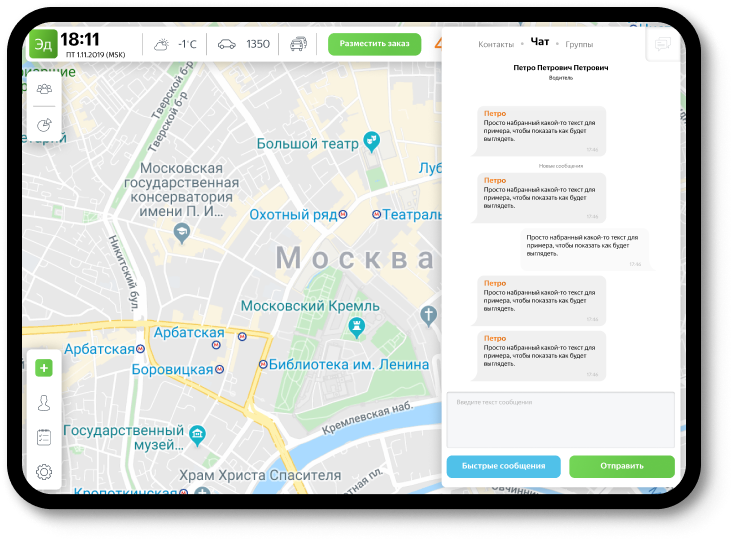 Эд
18:11
ПТ 1.11.2019 (MSK)
-1°C
1350
Разместить заказ
Контакты
Чат
Группы
Петро Петрович Петрович
Водитель
Петро
Просто набранный какой-то текст для
примера, чтобы показать как будет
выглядеть.
17:46
Новые сообщения
Петро
Просто набранный какой-то текст для
примера, чтобы показать как будет
выглядеть.
17:46
Просто набранный какой-то текст для
примера, чтобы показать как будет
выглядеть.
17:46
Петро
Просто набранный какой-то текст для
примера, чтобы показать как будет
выглядеть.
17:46
Петро
Просто набранный какой-то текст для
примера, чтобы показать как будет
выглядеть.
17:46
Введите текст сообщения
Быстрые сообщения
Отправить
Тверской б-р
Тверской б-р
Большой театр
Московская
государственная
консерватория
имени П. И...
Луб
Охотный ряд
Театраль
Никитский бул.
Москва
Московский Кремль
Арбатская
Арбатская
Боровицкая
Библиотека им. Ленина
Кремлевская наб.
Государственный
музей...
Храм Христа Спасителя
Кропоткинская